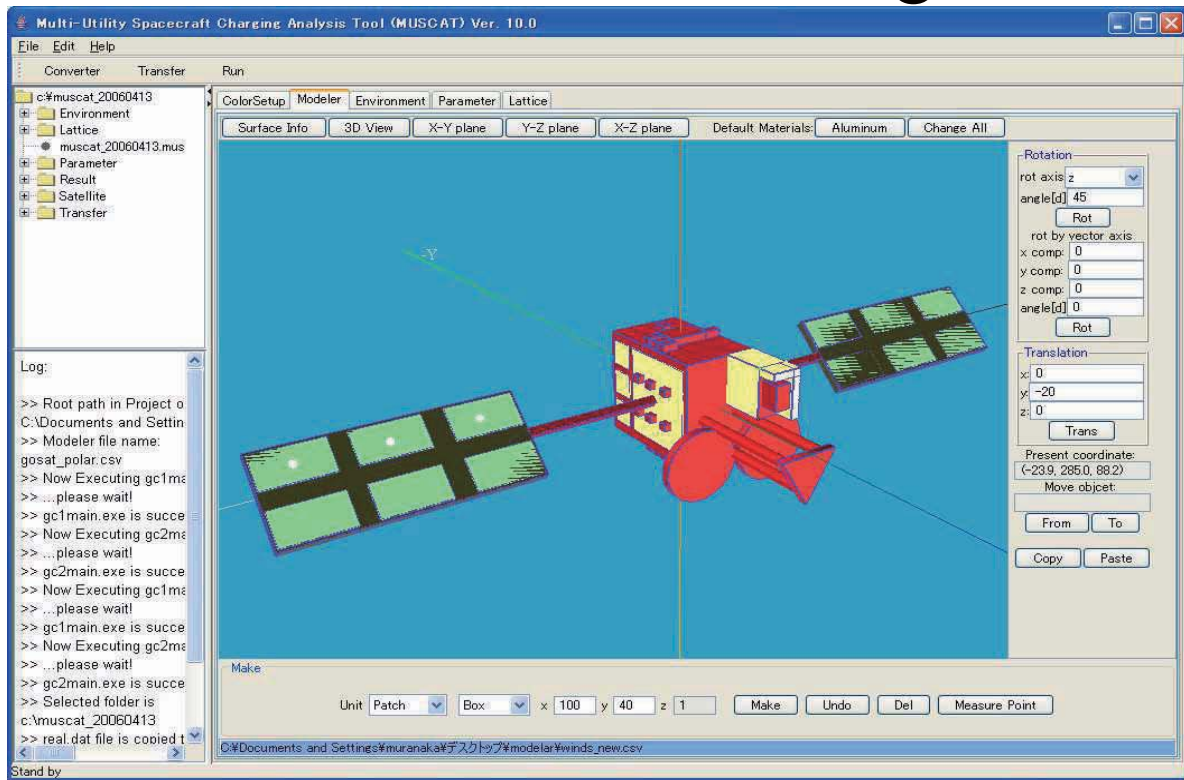 Multi-Utility Spacecraft Charging Analysis Tool (MUSCAT) Ver. 10.0
File Edit Help
Converter Transfer Run
c:¥muscat_20060413
Environment
Lattice
muscat_20060413.mus
Parameter
Result
Satellite
Transfer
Log:
>> Root path in Project o
C:\Documents and Settin
>> Modeler file name:
gosat_polar.csv
>> Now Executing gc1ma
>> ...please wait!
>> gc1main.exe is succe
>> Now Executing gc2ma
>> ...please wait!
>> gc2main.exe is succe
>> Now Executing gc1ma
>> ...please wait!
>> gc1main.exe is succe
>> Now Executing gc2ma
>> ...please wait!
>> gc2main.exe is succe
>> Selected folder is
c:\muscat_20060413
>> real.dat file is copied t
ColorSetup Modeler Environment Parameter Lattice
Surface Info 3D View X-Y plane Y-Z plane X-Z plane Default Materials: Aluminum Change All
-Y
Rotation
rot axis z
angle[d] 45
Rot
rot by vector axis
x comp: 0
y comp: 0
z comp: 0
angle[d] 0
Rot
Translation
x: 0
y: -20
z: 0
Trans
Present coordinate:
(-23.9, 285.0, 88.2)
Move objcet:
From To
Copy Paste
Make
Unit Patch Box x 100 y 40 z 1 Make Undo Del Measure Point
C:¥Documents and Settings¥muranaka¥デスクトップ¥modelar¥winds_new.csv
Stand by